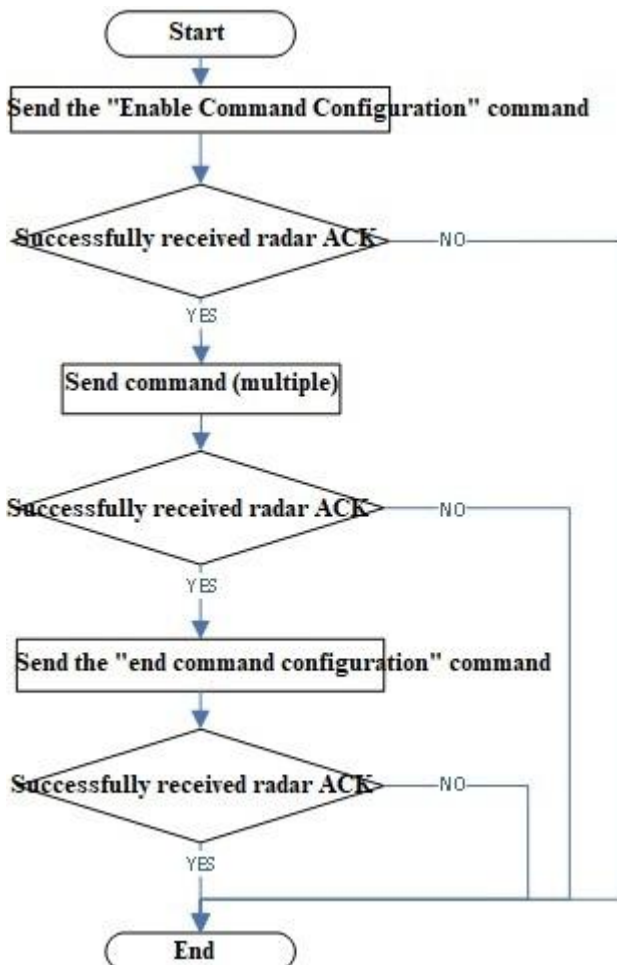 Start
Send the "Enable Command Configuration" command
Successfully received radar ACK
NO
YES
Send command (multiple)
Successfully received radar ACK
NO
YES
Send the "end command configuration" command
Successfully received radar ACK
NO
YES
End